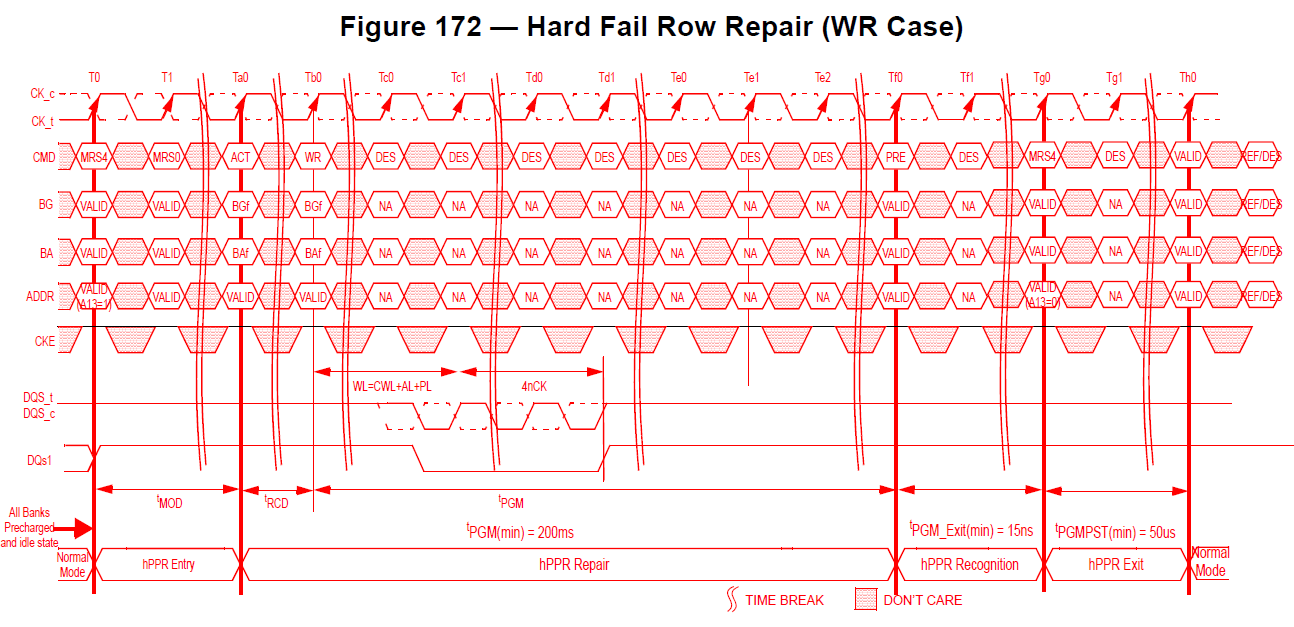 Figure 172 — Hard Fail Row Repair (WR Case)
T0 T1 Ta0 Tb0 Tc0 Tc1 Td0 Td1 Te0 Te1 Te2 Tf0 Tf1 Tg0 Tg1 Th0
CK_c
CK_t
CMD MRS4 MRS0 ACT WR DES DES DES DES DES DES DES PRE DES MRS4 DES VALID REF/DES
BG VALID VALID BGf BGf NA NA NA NA NA NA NA VALID NA VALID NA VALID REF/DES
BA VALID VALID BAf BAf NA NA NA NA NA NA NA VALID NA VALID NA VALID REF/DES
ADDR VALID (A13=1) VALID VALID VALID NA NA NA NA NA NA NA VALID NA VALID (A13=0) NA VALID REF/DES
CKE
WL=CWL+AL+PL 4nCK
DQS_t
DQS_c
DQs1
tMOD tRCD tPGM
All Banks
Precharged
and idle state
tPGM(min) = 200ms tPGM_Exit(min) = 15ns tPGMPST(min) = 50us
Normal
Mode
hPPR Entry hPPR Repair hPPR Recognition hPPR Exit
Normal
Mode
TIME BREAK DON'T CARE